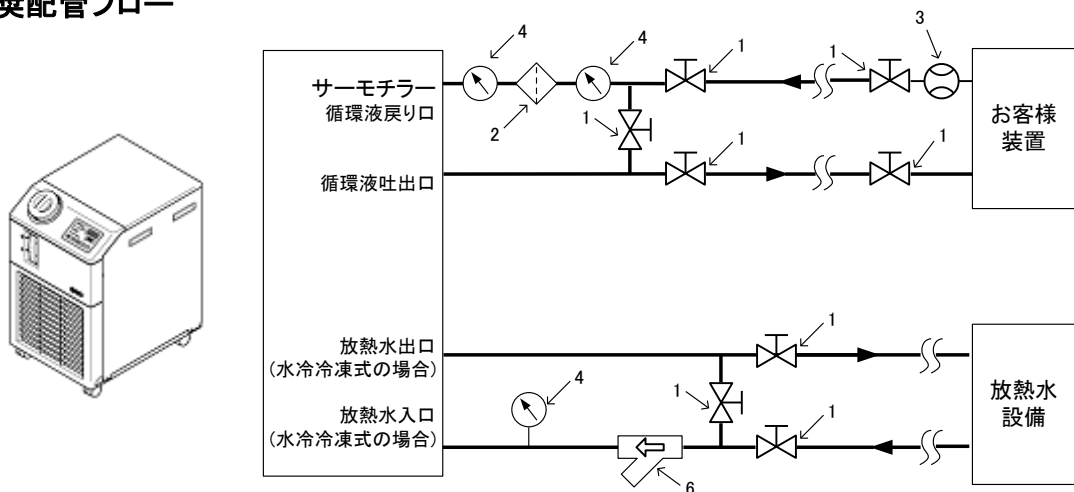 奨配管フロー
4
4
1
1
3
サーモチラー
循環液戻り口
2
1
お客様
装置
1
1
循環液吐出口
放熱水出口
(水冷冷凍式の場合)
1
4
1
放熱水
設備
放熱水入口
(水冷冷凍式の場合)
1
6